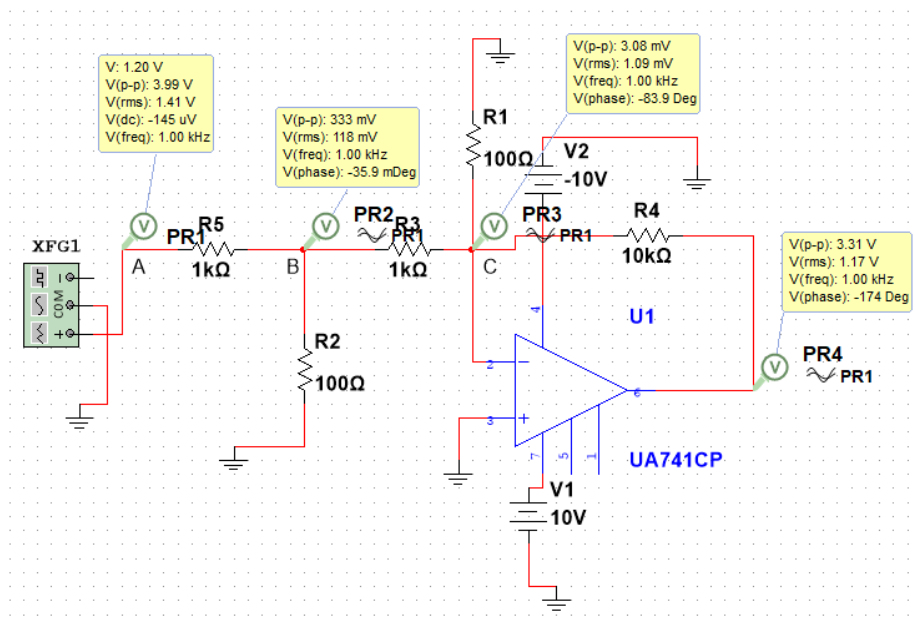 V: 1.20 V
V(p-p): 3.99 V
V(rms): 1.41 V
V(dc): -145 uV
V(freq): 1.00 kHz
V(p-p): 333 mV
V(rms): 118 mV
V(freq): 1.00 kHz
V(phase): -35.9 mDeg
V(p-p): 3.08 mV
V(rms): 1.09 mV
V(freq): 1.00 kHz
V(phase): -83.9 Deg
R1
100Ω
V2
-10V
V
PR1
R5
1kΩ
A
V
PR2
PR1
R3
1kΩ
B
V
PR3
PR1
C
R4
10kΩ
V(p-p): 3.31 V
V(rms): 1.17 V
V(freq): 1.00 kHz
V(phase): -174 Deg
XFG1
COM
+
−
R2
100Ω
4
U1
2
−
3
+
6
7
5
1
UA741CP
V
PR4
PR1
V1
10V